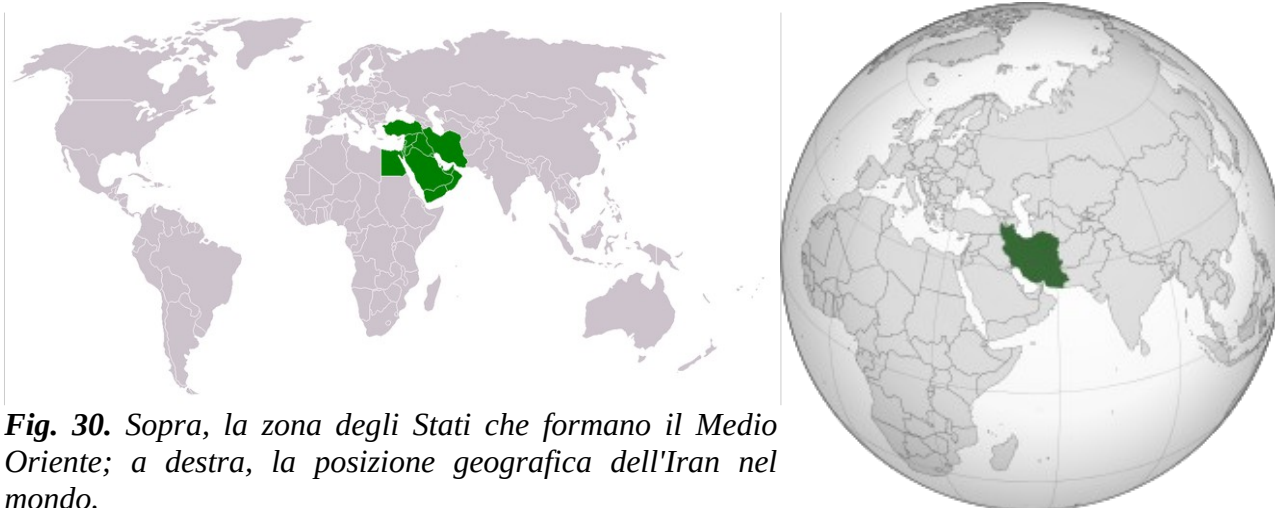 Fig. 30. Sopra, la zona degli Stati che formano il Medio
Oriente; a destra, la posizione geografica dell'Iran nel
mondo.